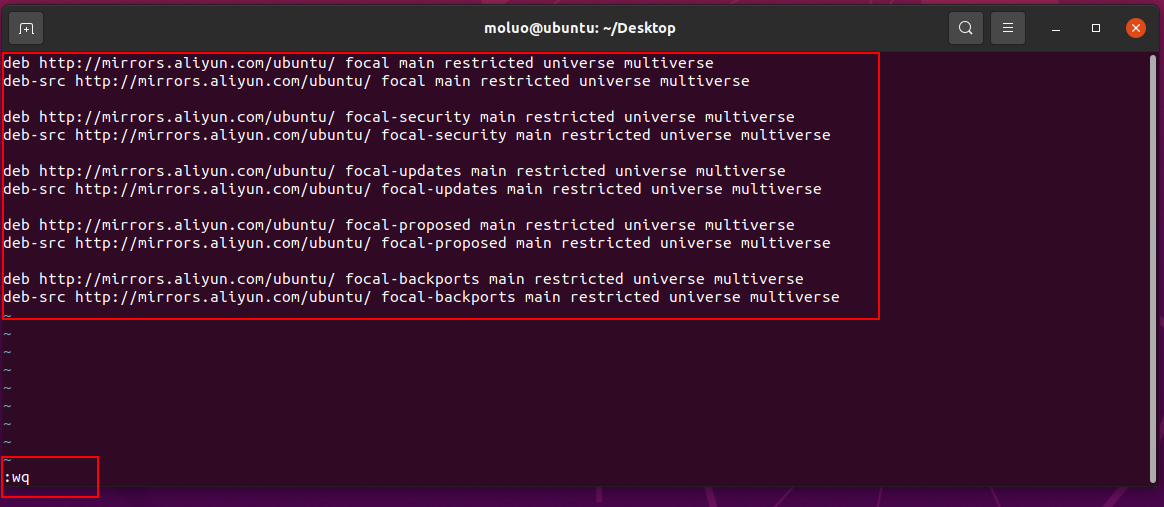 moluo@ubuntu: ~/Desktop
deb http://mirrors.aliyun.com/ubuntu/ focal main restricted universe multiverse
deb-src http://mirrors.aliyun.com/ubuntu/ focal main restricted universe multiverse
deb http://mirrors.aliyun.com/ubuntu/ focal-security main restricted universe multiverse
deb-src http://mirrors.aliyun.com/ubuntu/ focal-security main restricted universe multiverse
deb http://mirrors.aliyun.com/ubuntu/ focal-updates main restricted universe multiverse
deb-src http://mirrors.aliyun.com/ubuntu/ focal-updates main restricted universe multiverse
deb http://mirrors.aliyun.com/ubuntu/ focal-proposed main restricted universe multiverse
deb-src http://mirrors.aliyun.com/ubuntu/ focal-proposed main restricted universe multiverse
deb http://mirrors.aliyun.com/ubuntu/ focal-backports main restricted universe multiverse
deb-src http://mirrors.aliyun.com/ubuntu/ focal-backports main restricted universe multiverse
~
~
~
~
~
~
~
~
~
:wq